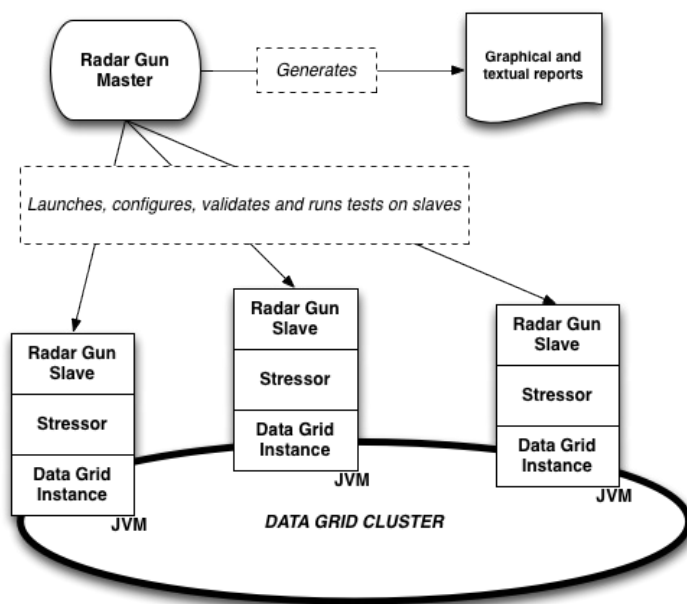 Radar Gun
Master
Generates
Graphical and
textual reports
Launches, configures, validates and runs tests on slaves
Radar Gun
Slave
Stressor
Data Grid
Instance
JVM
Radar Gun
Slave
Stressor
Data Grid
Instance
JVM
Radar Gun
Slave
Stressor
Data Grid
Instance
JVM
DATA GRID CLUSTER